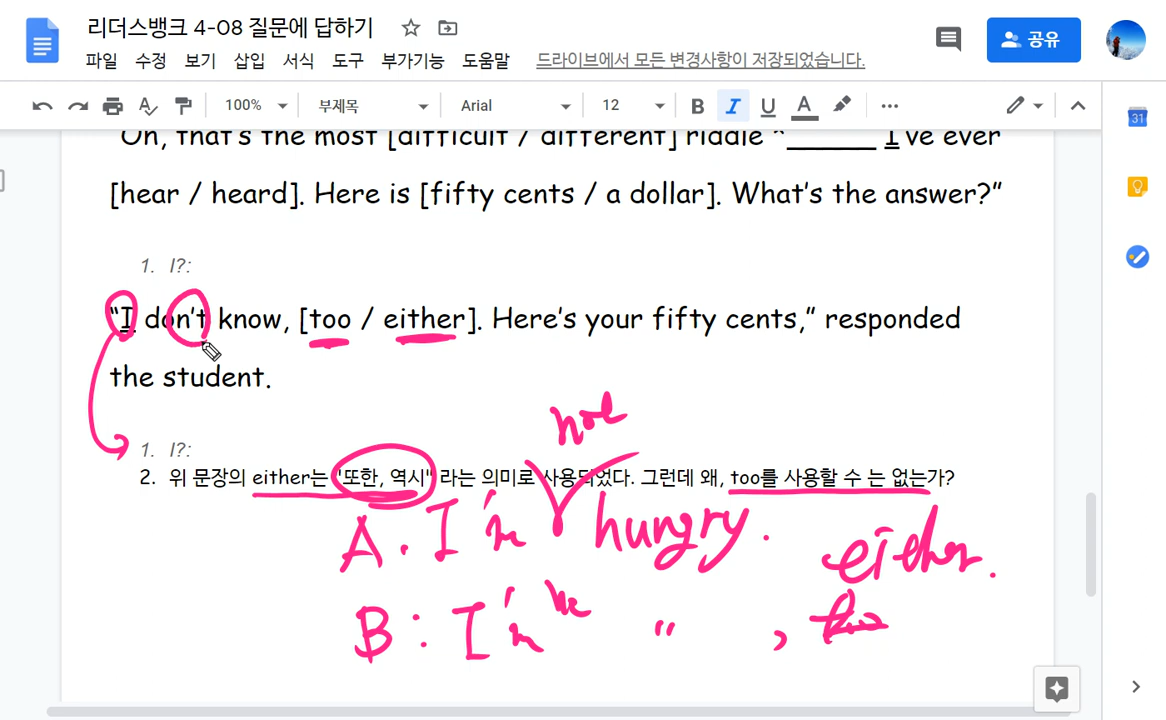 리더스뱅크 4-08 질문에 답하기
파일 수정 보기 삽입 서식 도구 부가기능 도움말 드라이브에서 모든 변경사항이 저장되었습니다.
공유
100% 부제목 Arial 12 B I U A
31
"Oh, that's the most [difficult / different] riddle ^______ I've ever
[hear / heard]. Here is [fifty cents / a dollar]. What's the answer?"
1. I?:
"I don't know, [too / either]. Here's your fifty cents," responded
the student.
not
1. I?:
2. 위 문장의 either는 "또한, 역시" 라는 의미로 사용되었다. 그런데 왜, too를 사용할 수 는 없는가?
A. I'm hungry.
either.
B: I'm " ,